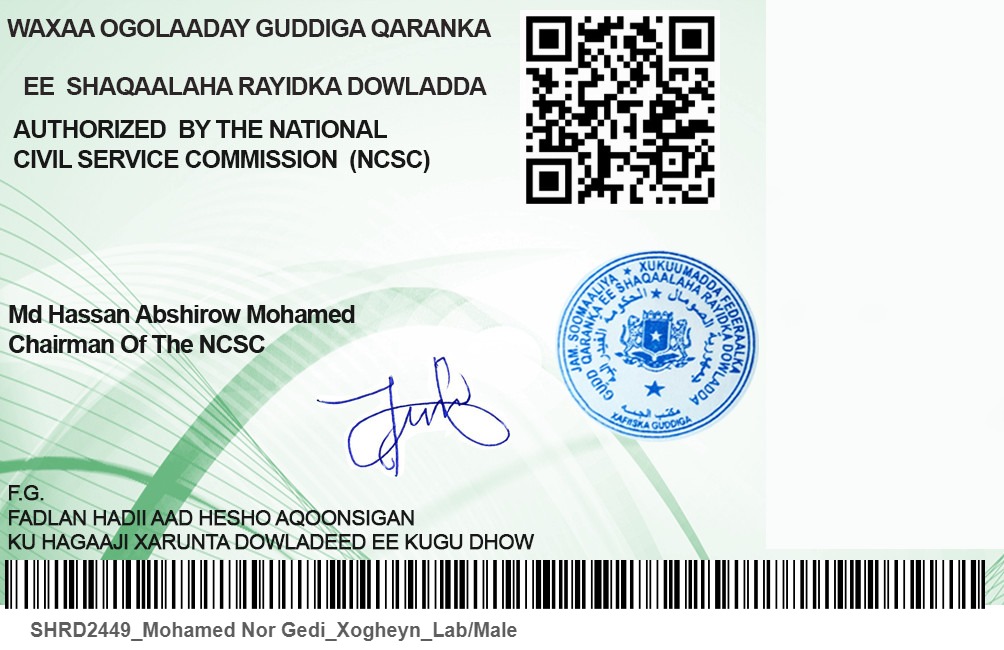 WAXAA OGOLAADAY GUDDIGA QARANKA
EE SHAQAALAHA RAYIDKA DOWLADDA
AUTHORIZED BY THE NATIONAL
CIVIL SERVICE COMMISSION (NCSC)
Md Hassan Abshirow Mohamed
Chairman Of The NCSC
JAM. SOOMAALIYA ★ XUKUUMADDA FEDERAALKA
GUDD QARANKA EE SHAQAALAHA RAYIDKA DOWLADDA
XAFIISKA GUDDIGA
F.G.
FADLAN HADII AAD HESHO AQOONSIGAN
KU HAGAAJI XARUNTA DOWLADEED EE KUGU DHOW
SHRD2449_Mohamed Nor Gedi_Xogheyn_Lab/Male